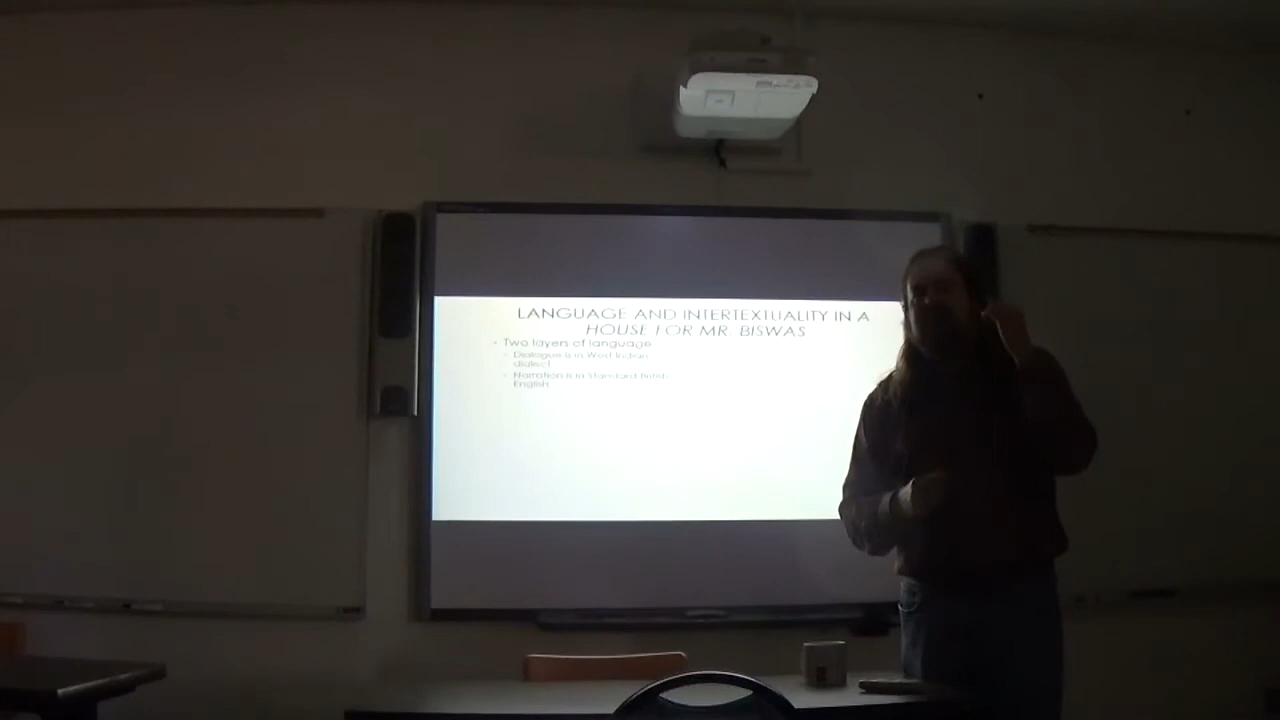 LANGUAGE AND INTERTEXTUALITY IN A
HOUSE FOR MR. BISWAS
Two layers of language
Dialogue is in West Indian
dialect
Narration is in Standard British
English